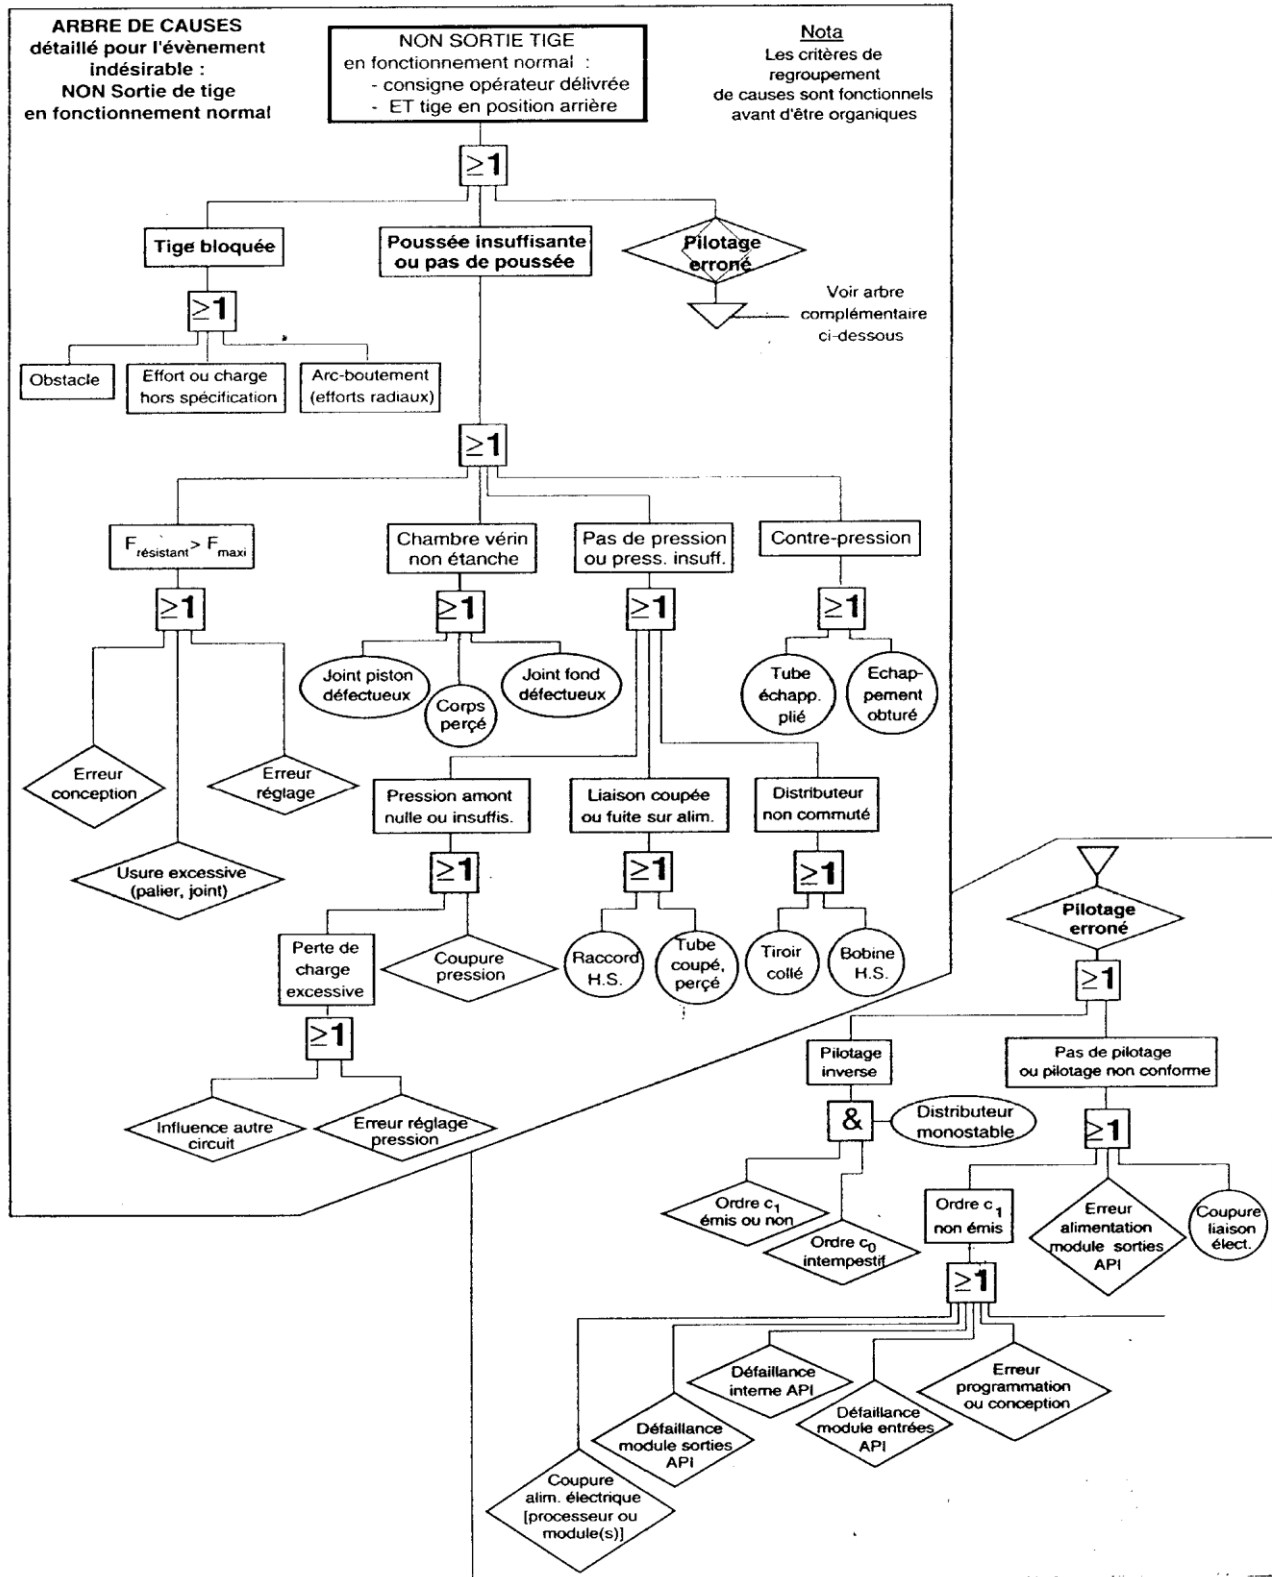 ARBRE DE CAUSES
détaillé pour l'évènement
indésirable :
NON Sortie de tige
en fonctionnement normal
NON SORTIE TIGE
en fonctionnement normal :
- consigne opérateur délivrée
- ET tige en position arrière
Nota
Les critères de
regroupement
de causes sont fonctionnels
avant d'être organiques
≥1
Tige bloquée
Poussée insuffisante
ou pas de poussée
Pilotage
erroné
Voir arbre
complémentaire
ci-dessous
≥1
Obstacle
Effort ou charge
hors spécification
Arc-boutement
(efforts radiaux)
≥1
Frésistant > Fmaxi
Chambre vérin
non étanche
Pas de pression
ou press. insuff.
Contre-pression
≥1
≥1
≥1
≥1
Joint piston
défectueux
Corps
perçé
Joint fond
défectueux
Tube
échapp.
plié
Echap-
pement
obturé
Erreur
conception
Erreur
réglage
Usure excessive
(palier, joint)
Pression amont
nulle ou insuffis.
Liaison coupée
ou fuite sur alim.
Distributeur
non commuté
≥1
≥1
≥1
Perte de
charge
excessive
Coupure
pression
Raccord
H.S.
Tube
coupé,
perçé
Tiroir
collé
Bobine
H.S.
≥1
Influence autre
circuit
Erreur réglage
pression
Pilotage
erroné
≥1
Pilotage
inverse
Pas de pilotage
ou pilotage non conforme
&
Distributeur
monostable
≥1
Ordre c1
émis ou non
Ordre c0
intempestif
Ordre c1
non émis
Erreur
alimentation
module sorties
API
Coupure
liaison
élect.
≥1
Coupure
alim. électrique
[processeur ou
module(s)]
Défaillance
module sorties
API
Défaillance
interne API
Défaillance
module entrées
API
Erreur
programmation
ou conception